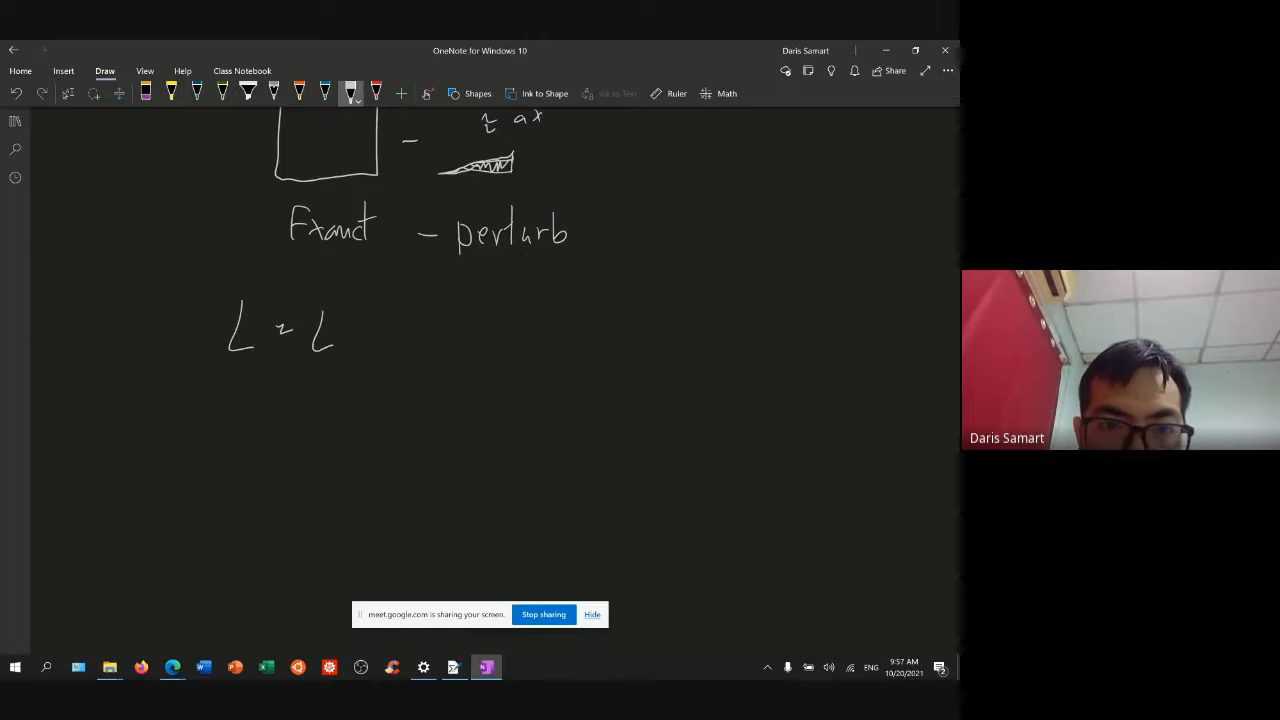 OneNote for Windows 10
Daris Samart
Home Insert Draw View Help Class Notebook
Shapes Ink to Shape Ink to Text Ruler Math
Share
ax
-
Exauct - perturb
L = L
Daris Samart
meet.google.com is sharing your screen. Stop sharing Hide
ENG
9:57 AM
10/20/2021
2